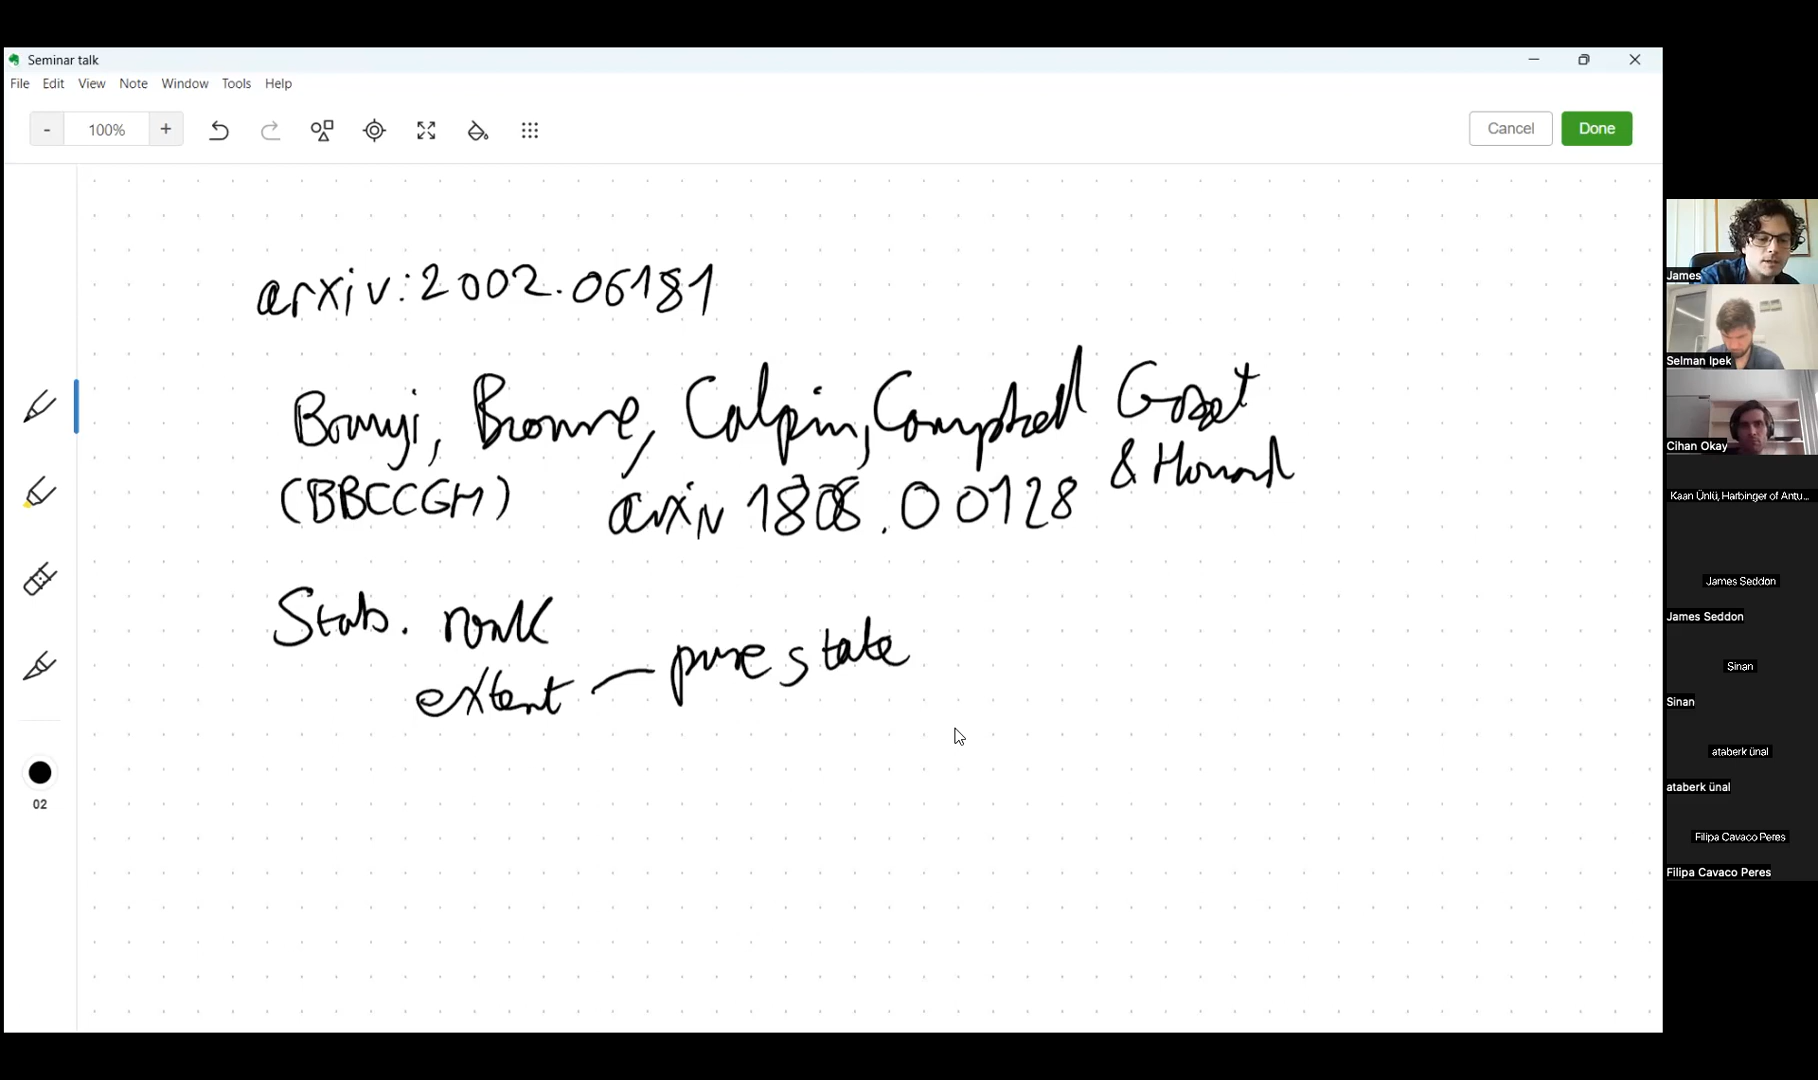 Seminar talk
File Edit View Note Window Tools Help
- 100% + Cancel Done
arxiv:2002.06181
Bravyi, Browne, Calpin, Campbell Gosset
& Howard
(BBCCGH) arxiv 1808.00128
Stab. rank
extent — pure state
02
James
Selman Ipek
Cihan Okay
Kaan Ünlü, Harbinger of Antu...
James Seddon
James Seddon
Sinan
Sinan
ataberk ünal
ataberk ünal
Filipa Cavaco Peres
Filipa Cavaco Peres